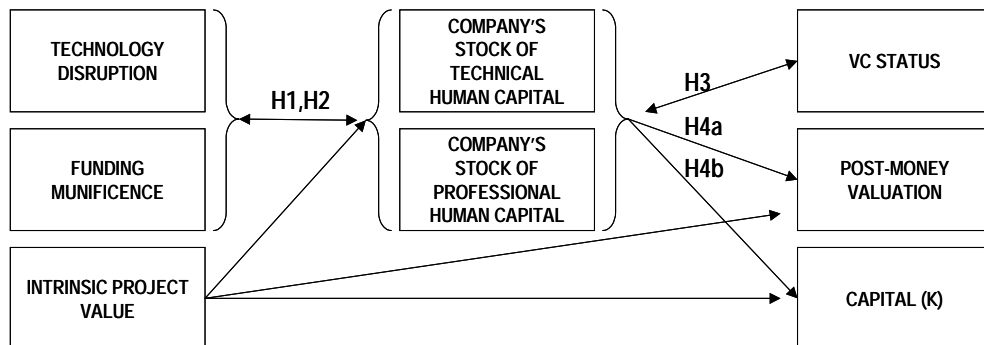 TECHNOLOGY
DISRUPTION
FUNDING
MUNIFICENCE
INTRINSIC PROJECT
VALUE
H1,H2
COMPANY'S
STOCK OF
TECHNICAL
HUMAN CAPITAL
COMPANY'S
STOCK OF
PROFESSIONAL
HUMAN CAPITAL
H3
H4a
H4b
VC STATUS
POST-MONEY
VALUATION
CAPITAL (K)